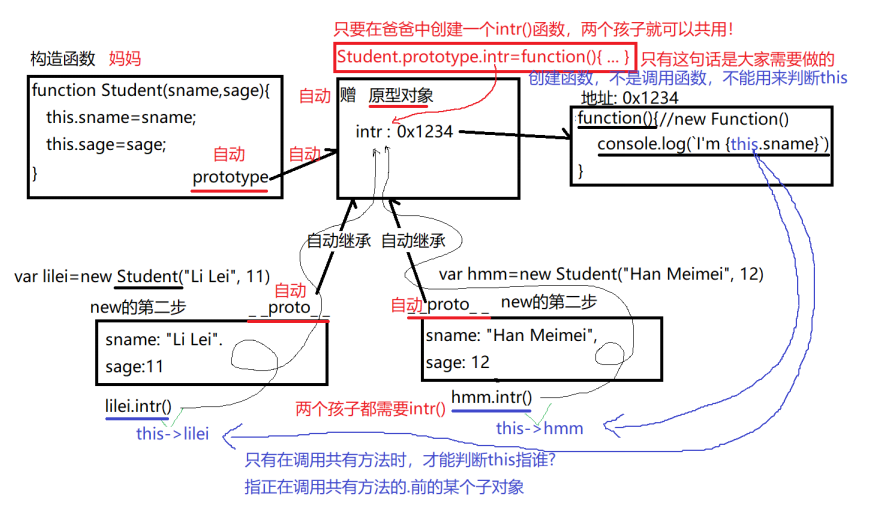 只要在爸爸中创建一个intr()函数，两个孩子就可以共用！
Student.prototype.intr=function(){ ... }
只有这句话是大家需要做的
创建函数，不是调用函数，不能用来判断this
构造函数 妈妈
function Student(sname,sage){
this.sname=sname;
this.sage=sage;
}
自动
prototype
自动
自动 赠 原型对象
intr : 0x1234
地址: 0x1234
function(){//new Function()
console.log(`I'm {this.sname}`)
}
自动继承 自动继承
var lilei=new Student("Li Lei", 11)
自动
__proto__
new的第二步
sname: "Li Lei".
sage:11
lilei.intr()
this->lilei
var hmm=new Student("Han Meimei", 12)
自动__proto__
new的第二步
sname: "Han Meimei",
sage: 12
两个孩子都需要intr()
hmm.intr()
this->hmm
只有在调用共有方法时，才能判断this指谁?
指正在调用共有方法的.前的某个子对象